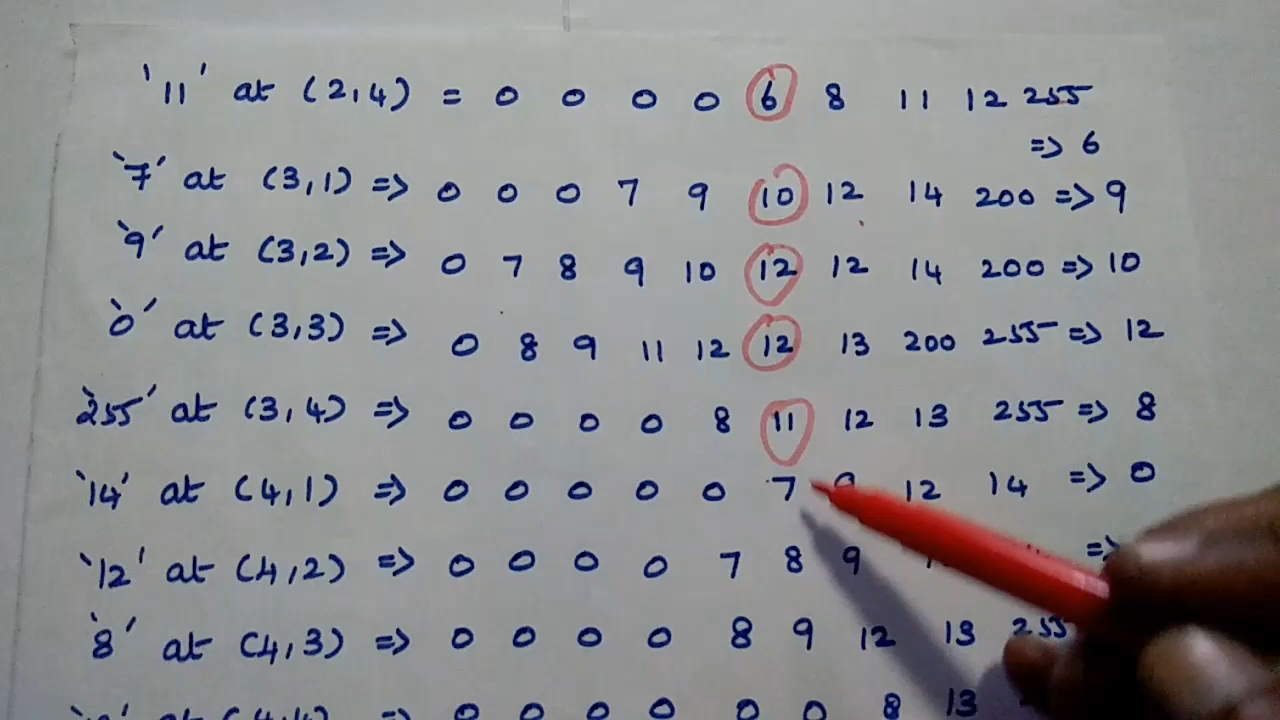 '11' at (2,4) = 0 0 0 0 6 8 11 12 255
=> 6
'7' at (3,1) => 0 0 0 7 9 10 12 14 200 => 9
'9' at (3,2) => 0 7 8 9 10 12 12 14 200 => 10
'0' at (3,3) => 0 8 9 11 12 12 13 200 255 => 12
'255' at (3,4) => 0 0 0 0 8 11 12 13 255 => 8
'14' at (4,1) => 0 0 0 0 0 7 9 12 14 => 0
'12' at (4,2) => 0 0 0 0 7 8 9 =>
'8' at (4,3) => 0 0 0 0 8 9 12 13 255
at (4,4) => 0 0 0 0 0 0 8 13